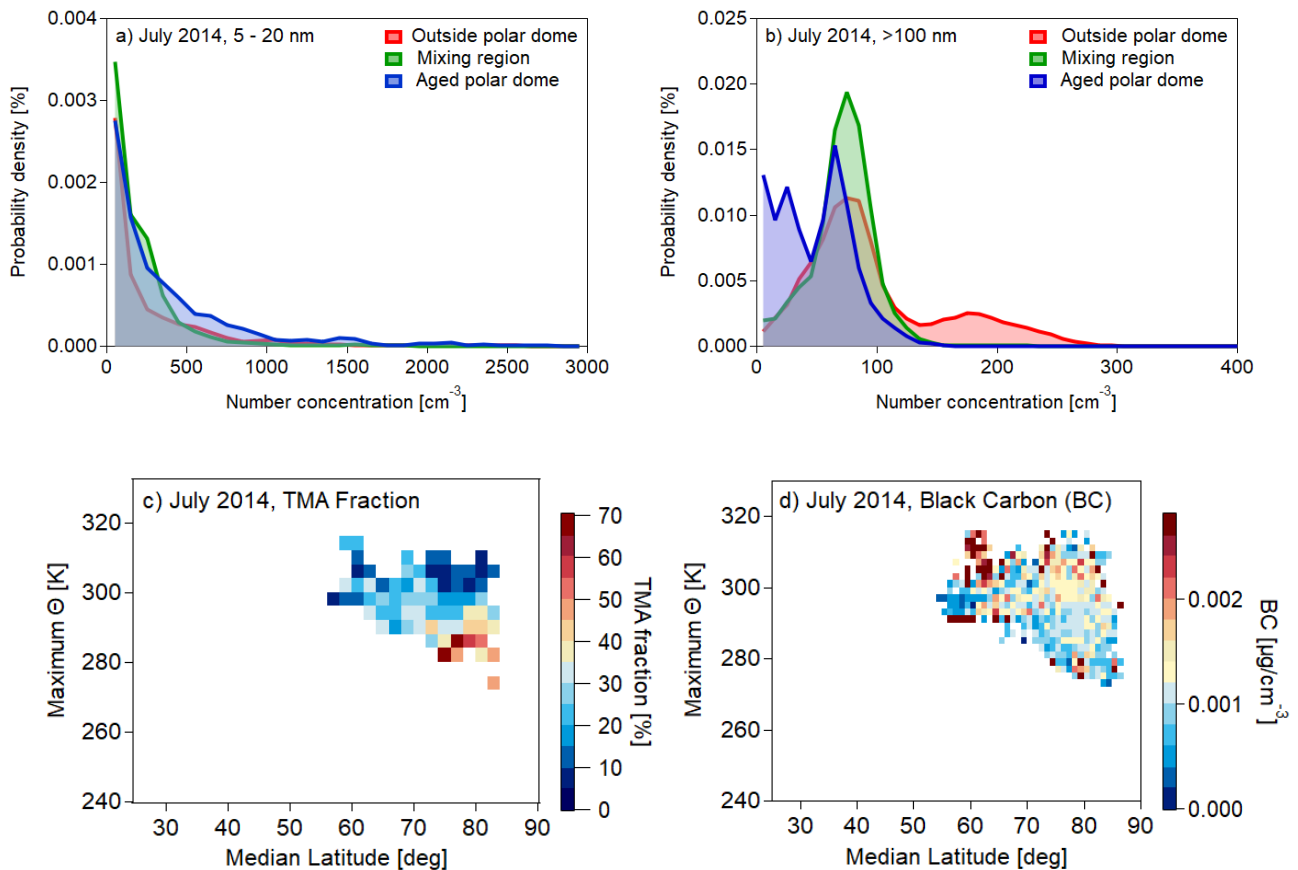 a) July 2014, 5 - 20 nm
Outside polar dome
Mixing region
Aged polar dome
Probability density [%]
0.004
0.003
0.002
0.001
0.000
0
500
1000
1500
2000
2500
3000
Number concentration [cm⁻³]
b) July 2014, >100 nm
Outside polar dome
Mixing region
Aged polar dome
Probability density [%]
0.025
0.020
0.015
0.010
0.005
0.000
0
100
200
300
400
Number concentration [cm⁻³]
c) July 2014, TMA Fraction
Maximum Θ [K]
320
300
280
260
240
30
40
50
60
70
80
90
Median Latitude [deg]
70
60
50
40
30
20
10
0
TMA fraction [%]
d) July 2014, Black Carbon (BC)
Maximum Θ [K]
320
300
280
260
240
30
40
50
60
70
80
90
Median Latitude [deg]
0.002
0.001
0.000
BC [µg/cm⁻³]